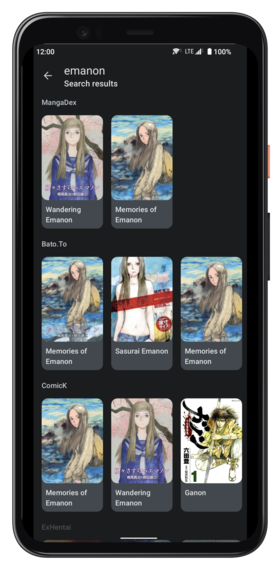 12:00
LTE 100%
emanon
Search results
MangaDex
Wandering
Emanon
Memories of
Emanon
Bato.To
Memories of
Emanon
Sasurai Emanon
Memories of
Emanon
ComicK
Memories of
Emanon
Wandering
Emanon
1
Ganon
ExHentai